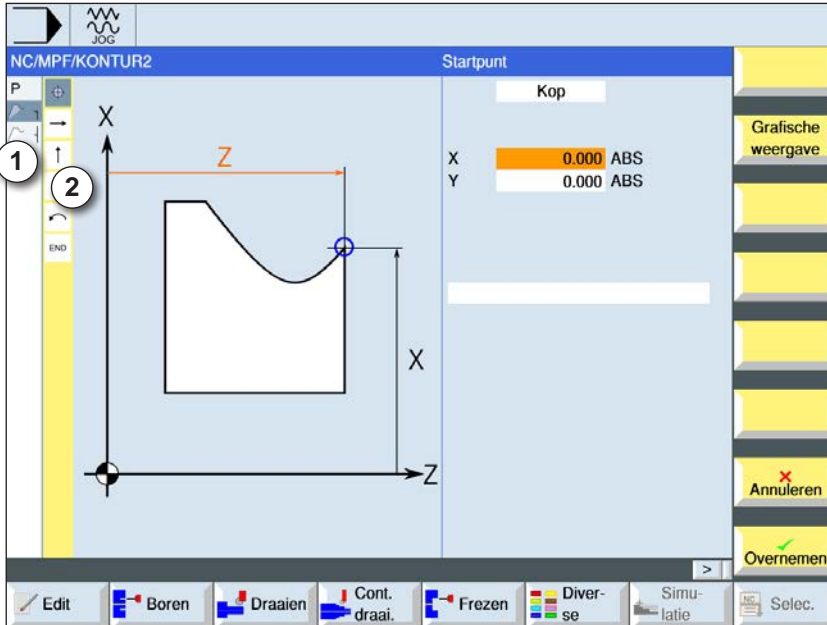 JOG
NC/MPF/KONTUR2
Startpunt
P
Kop
X 0.000 ABS
Y 0.000 ABS
1
2
END
X
Z
X
Z
Grafische
weergave
Annuleren
Overnemen
>
Edit
Boren
Draaien
Cont.
draai.
Frezen
Diver-
se
Simu-
latie
NC
Selec.